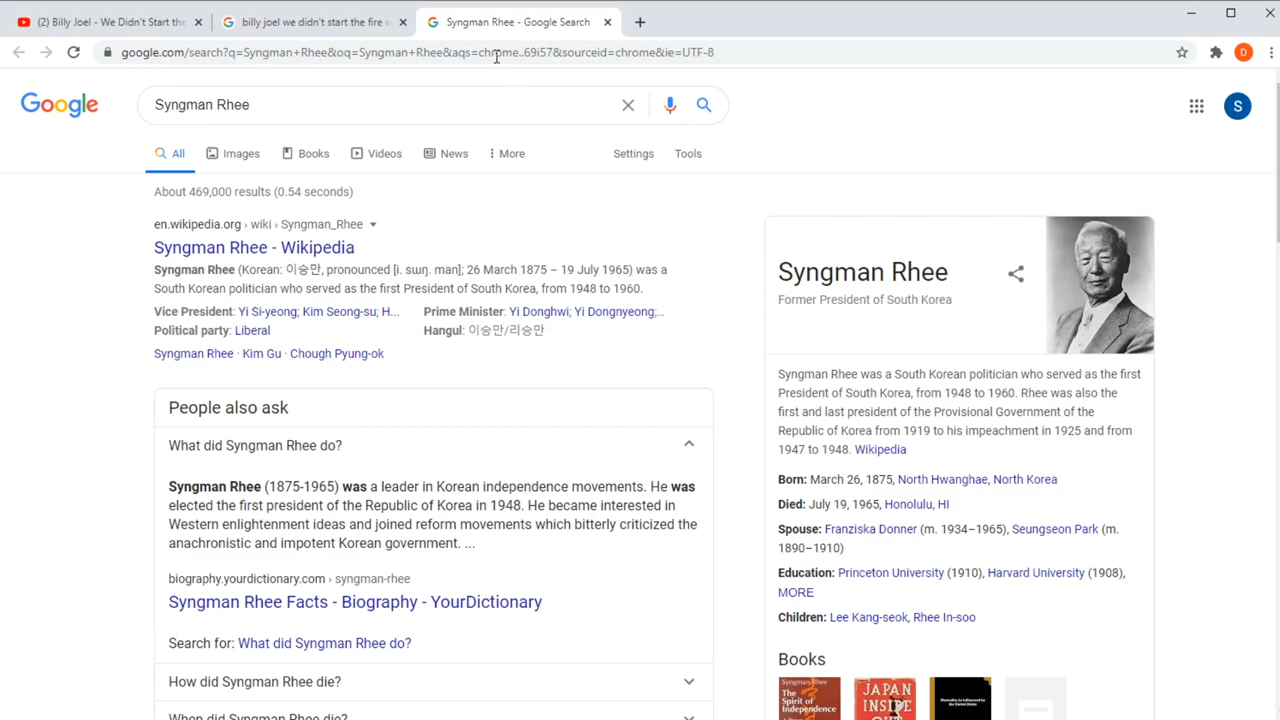 (2) Billy Joel - We Didn't Start the
billy joel we didn't start the fire w
Syngman Rhee - Google Search
google.com/search?q=Syngman+Rhee&oq=Syngman+Rhee&aqs=chrome..69i57&sourceid=chrome&ie=UTF-8
D
Google
Syngman Rhee
S
All
Images
Books
Videos
News
More
Settings
Tools
About 469,000 results (0.54 seconds)
en.wikipedia.org › wiki › Syngman_Rhee
Syngman Rhee - Wikipedia
Syngman Rhee (Korean: 이승만, pronounced [i. sɯŋ. man]; 26 March 1875 – 19 July 1965) was a
South Korean politician who served as the first President of South Korea, from 1948 to 1960.
Vice President: Yi Si-yeong; Kim Seong-su; H...
Prime Minister: Yi Donghwi; Yi Dongnyeong;...
Political party: Liberal
Hangul: 이승만/리승만
Syngman Rhee · Kim Gu · Chough Pyung-ok
People also ask
What did Syngman Rhee do?
Syngman Rhee (1875-1965) was a leader in Korean independence movements. He was
elected the first president of the Republic of Korea in 1948. He became interested in
Western enlightenment ideas and joined reform movements which bitterly criticized the
anachronistic and impotent Korean government. ...
biography.yourdictionary.com › syngman-rhee
Syngman Rhee Facts - Biography - YourDictionary
Search for: What did Syngman Rhee do?
How did Syngman Rhee die?
When did Syngman Rhee die?
Syngman Rhee
Former President of South Korea
Syngman Rhee was a South Korean politician who served as the first
President of South Korea, from 1948 to 1960. Rhee was also the
first and last president of the Provisional Government of the
Republic of Korea from 1919 to his impeachment in 1925 and from
1947 to 1948. Wikipedia
Born: March 26, 1875, North Hwanghae, North Korea
Died: July 19, 1965, Honolulu, HI
Spouse: Franziska Donner (m. 1934–1965), Seungseon Park (m.
1890–1910)
Education: Princeton University (1910), Harvard University (1908),
MORE
Children: Lee Kang-seok, Rhee In-soo
Books
Syngman Rhee
The
Spirit of
Independence
JAPAN
INSIDE
OUT